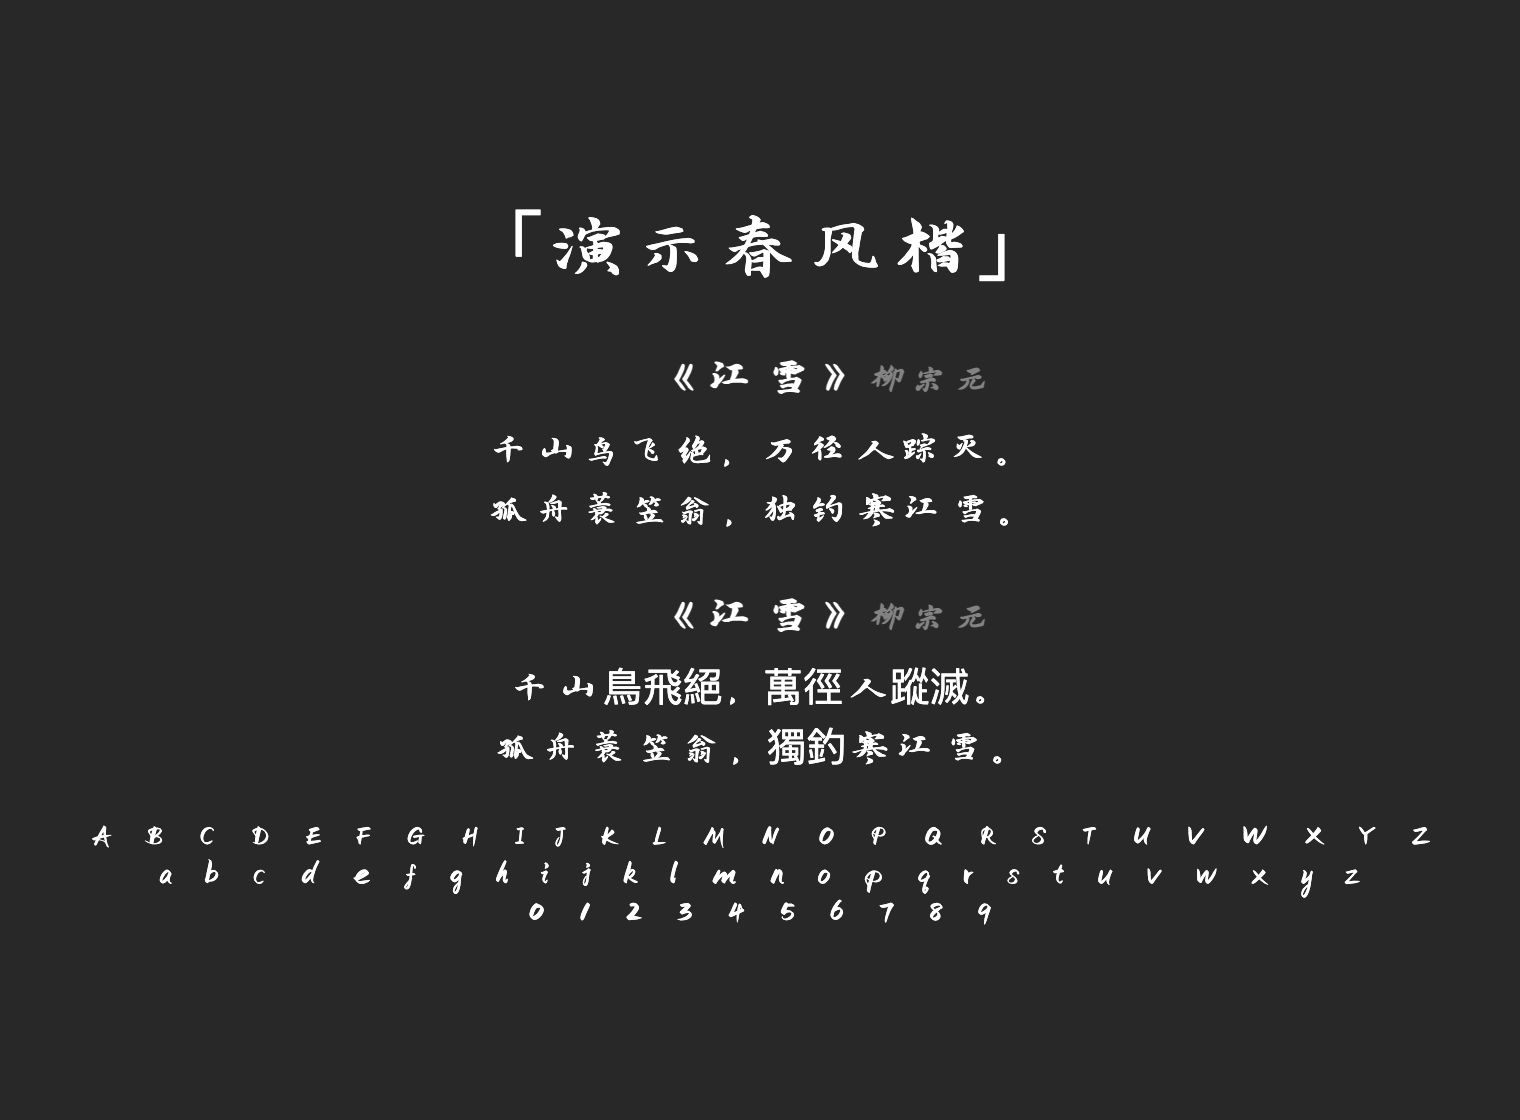 「演示春风楷」
《江雪》柳宗元
千山鸟飞绝，万径人踪灭。
孤舟蓑笠翁，独钓寒江雪。
《江雪》柳宗元
千山鳥飛絕，萬徑人蹤滅。
孤舟蓑笠翁，獨釣寒江雪。
A B C D E F G H I J K L M N O P Q R S T U V W X Y Z
a b c d e f g h i j k l m n o p q r s t u v w x y z
0 1 2 3 4 5 6 7 8 9